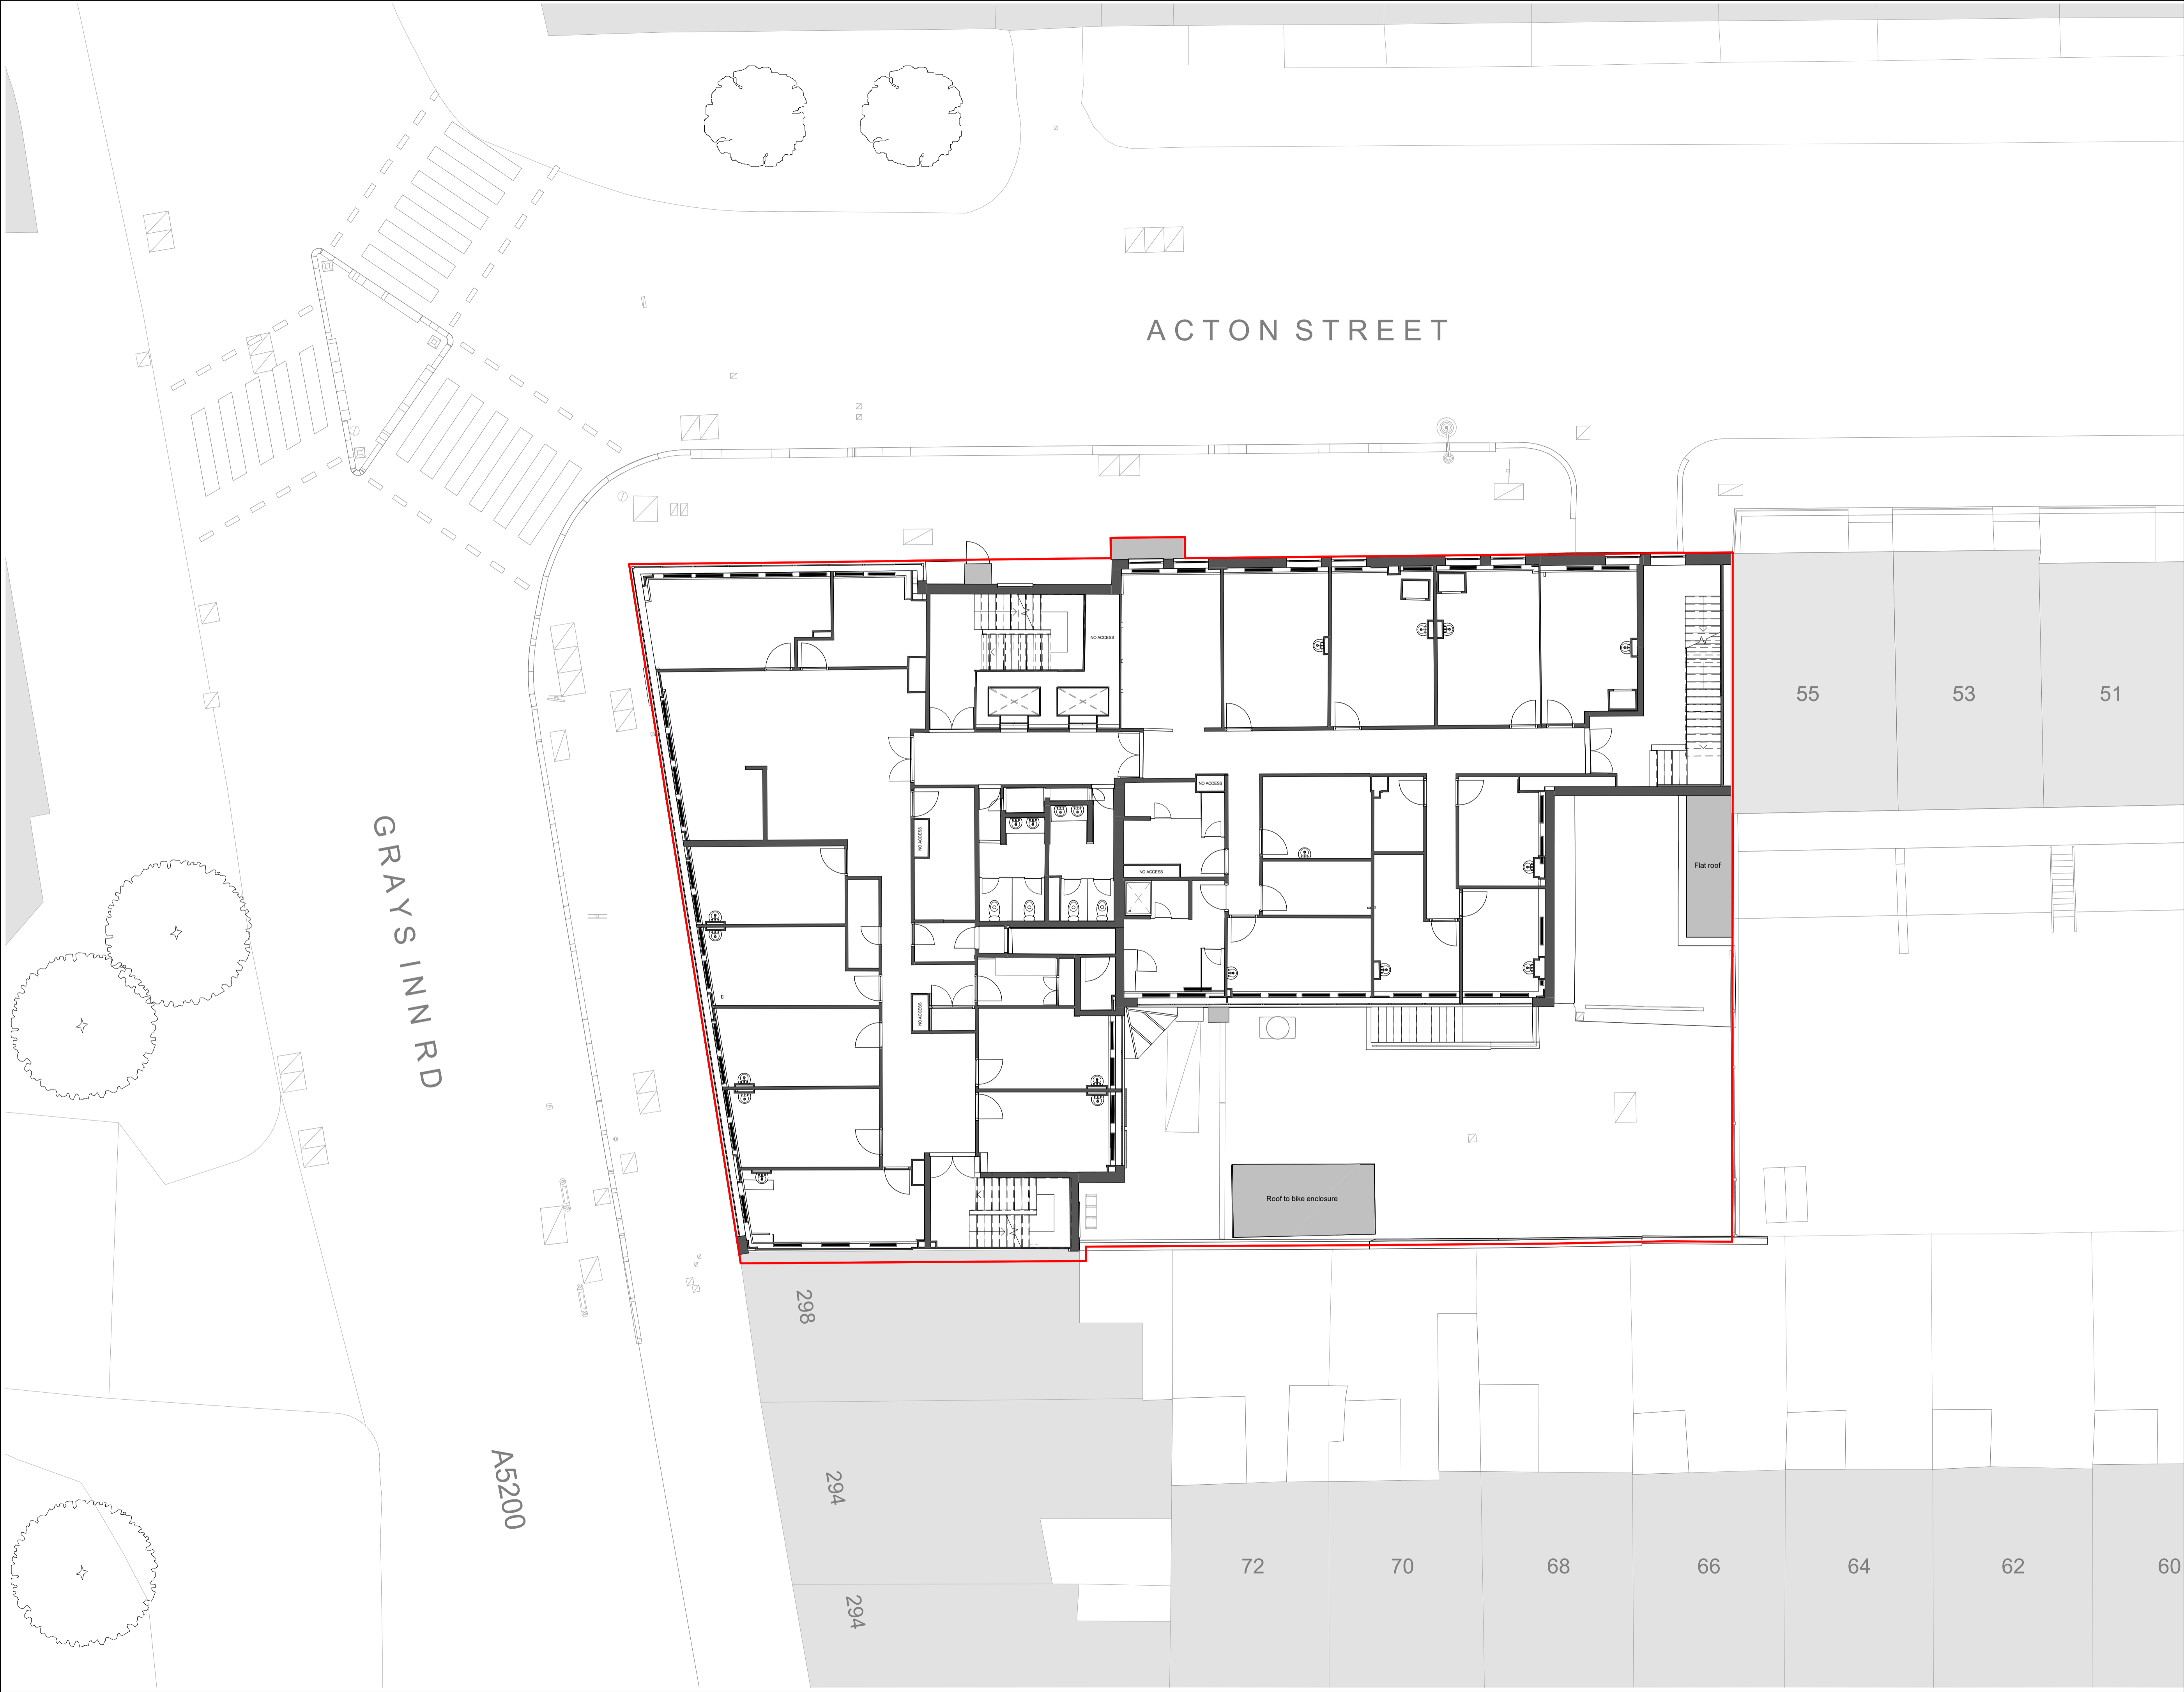 ACTON STREET
NO ACCESS
55
53
51
NO ACCESS
GRAYS INN RD
NO ACCESS
Flat roof
NO ACCESS
NO ACCESS
Roof to bike enclosure
298
294
A5200
72
70
68
66
64
62
60
294